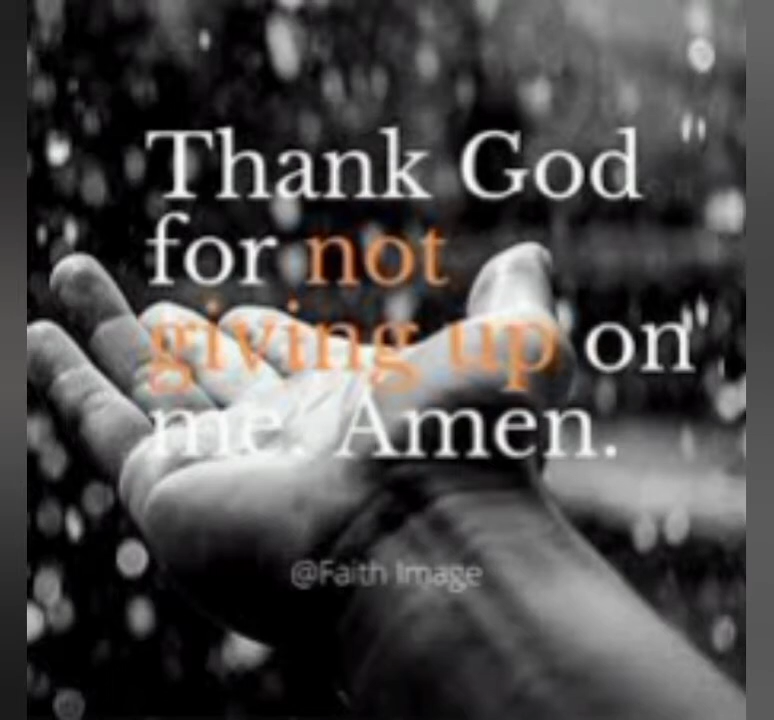 Thank God
for not
giving up on
me. Amen.
@Faith Image